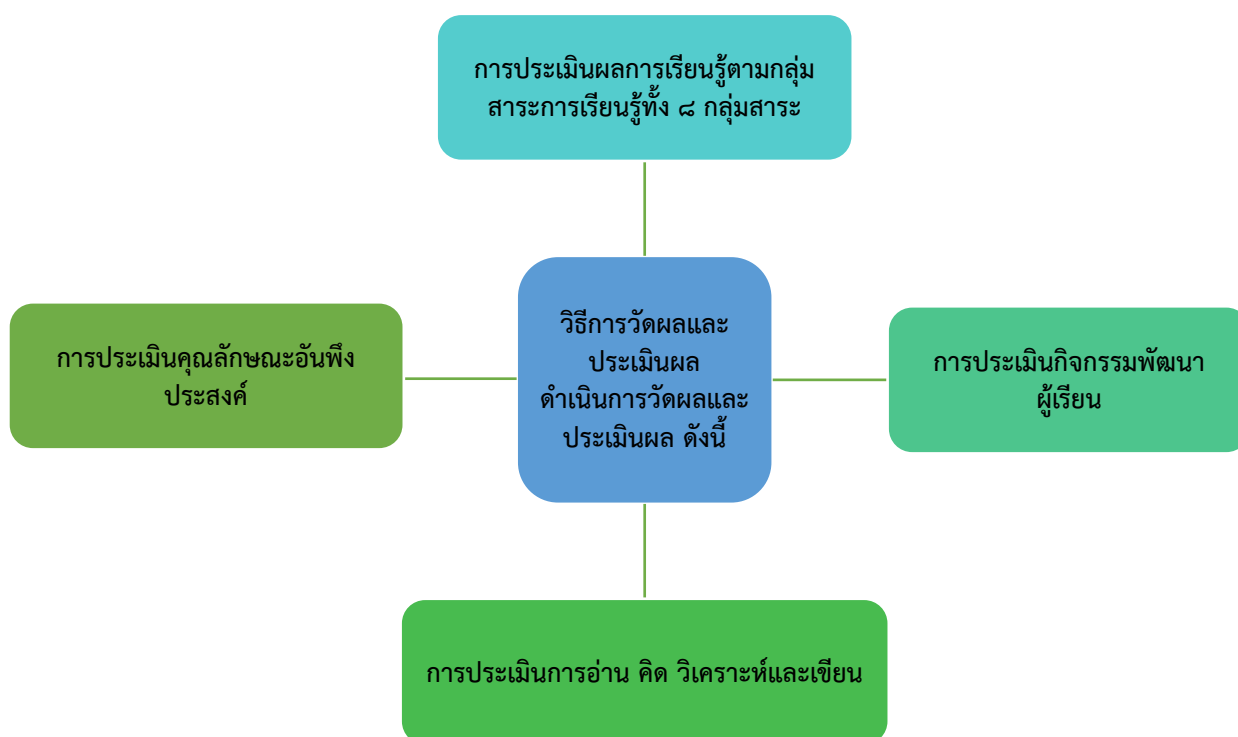 การประเมินผลการเรียนรู้ตามกลุ่ม
สาระการเรียนรู้ทั้ง ๘ กลุ่มสาระ
การประเมินคุณลักษณะอันพึง
ประสงค์
วิธีการวัดผลและ
ประเมินผล
ดำเนินการวัดผลและ
ประเมินผล ดังนี้
การประเมินกิจกรรมพัฒนา
ผู้เรียน
การประเมินการอ่าน คิด วิเคราะห์และเขียน